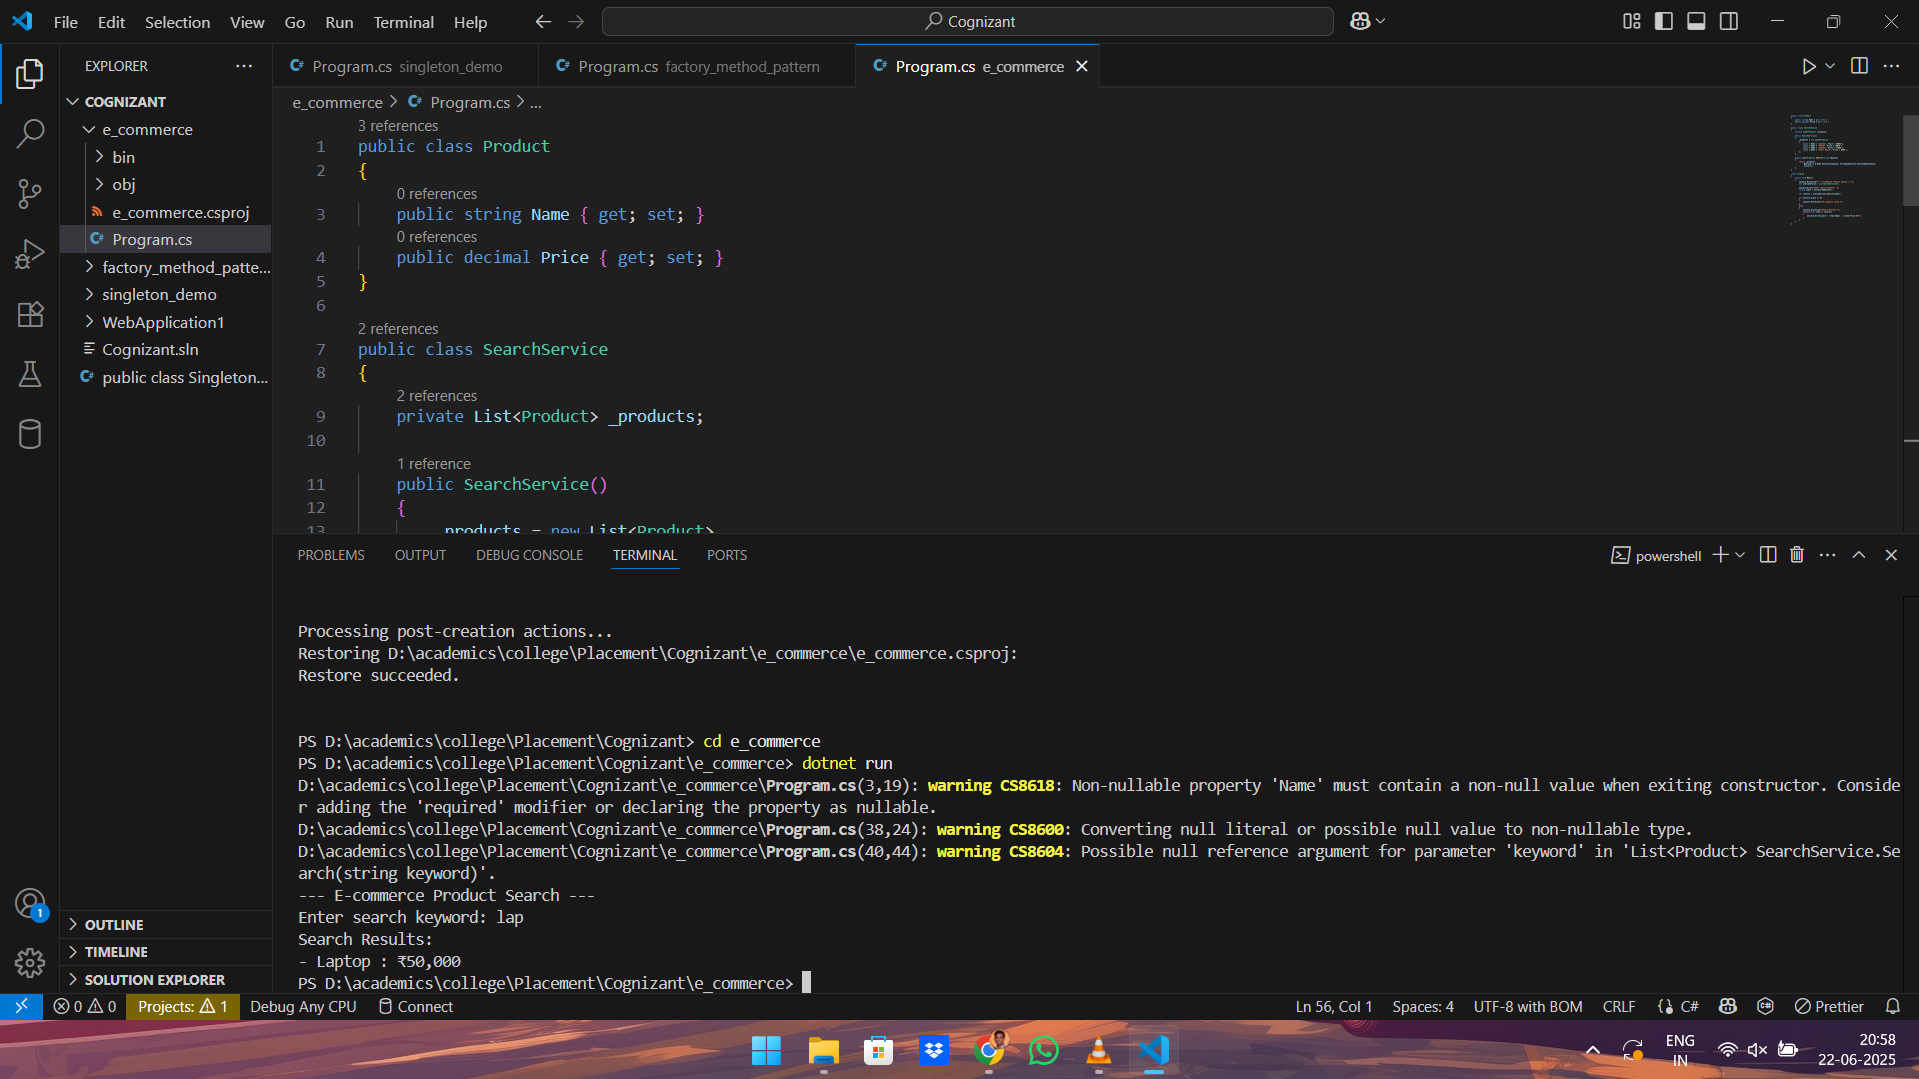 File Edit Selection View Go Run Terminal Help
Cognizant
EXPLORER
COGNIZANT
e_commerce
bin
obj
e_commerce.csproj
Program.cs
factory_method_patte...
singleton_demo
WebApplication1
Cognizant.sln
public class Singleton...
OUTLINE
TIMELINE
SOLUTION EXPLORER
Program.cs singleton_demo
Program.cs factory_method_pattern
Program.cs e_commerce
e_commerce > Program.cs > ...
3 references
1 public class Product
2 {
0 references
3 public string Name { get; set; }
0 references
4 public decimal Price { get; set; }
5 }
6
2 references
7 public class SearchService
8 {
2 references
9 private List<Product> _products;
10
1 reference
11 public SearchService()
12 {
13 _products = new List<Product>
PROBLEMS OUTPUT DEBUG CONSOLE TERMINAL PORTS
powershell
Processing post-creation actions...
Restoring D:\academics\college\Placement\Cognizant\e_commerce\e_commerce.csproj:
Restore succeeded.
PS D:\academics\college\Placement\Cognizant> cd e_commerce
PS D:\academics\college\Placement\Cognizant\e_commerce> dotnet run
D:\academics\college\Placement\Cognizant\e_commerce\Program.cs(3,19): warning CS8618: Non-nullable property 'Name' must contain a non-null value when exiting constructor. Conside
r adding the 'required' modifier or declaring the property as nullable.
D:\academics\college\Placement\Cognizant\e_commerce\Program.cs(38,24): warning CS8600: Converting null literal or possible null value to non-nullable type.
D:\academics\college\Placement\Cognizant\e_commerce\Program.cs(40,44): warning CS8604: Possible null reference argument for parameter 'keyword' in 'List<Product> SearchService.Se
arch(string keyword)'.
--- E-commerce Product Search ---
Enter search keyword: lap
Search Results:
- Laptop : ₹50,000
PS D:\academics\college\Placement\Cognizant\e_commerce>
1
0 0 Projects: 1 Debug Any CPU Connect
Ln 56, Col 1 Spaces: 4 UTF-8 with BOM CRLF C# Prettier
ENG
IN
20:58
22-06-2025